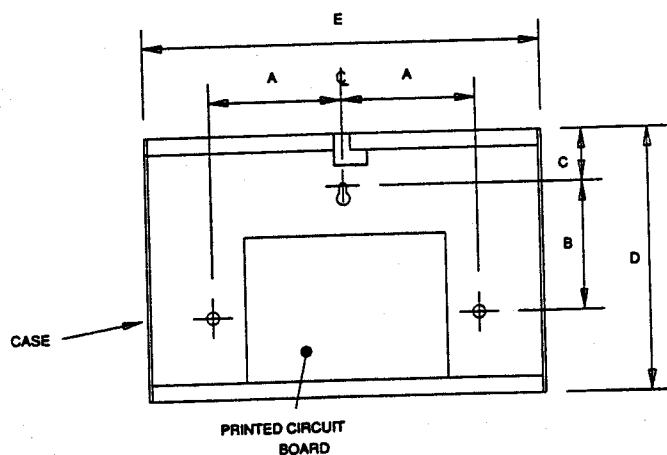 E
A ℄ A
C
B
D
CASE
PRINTED CIRCUIT
BOARD